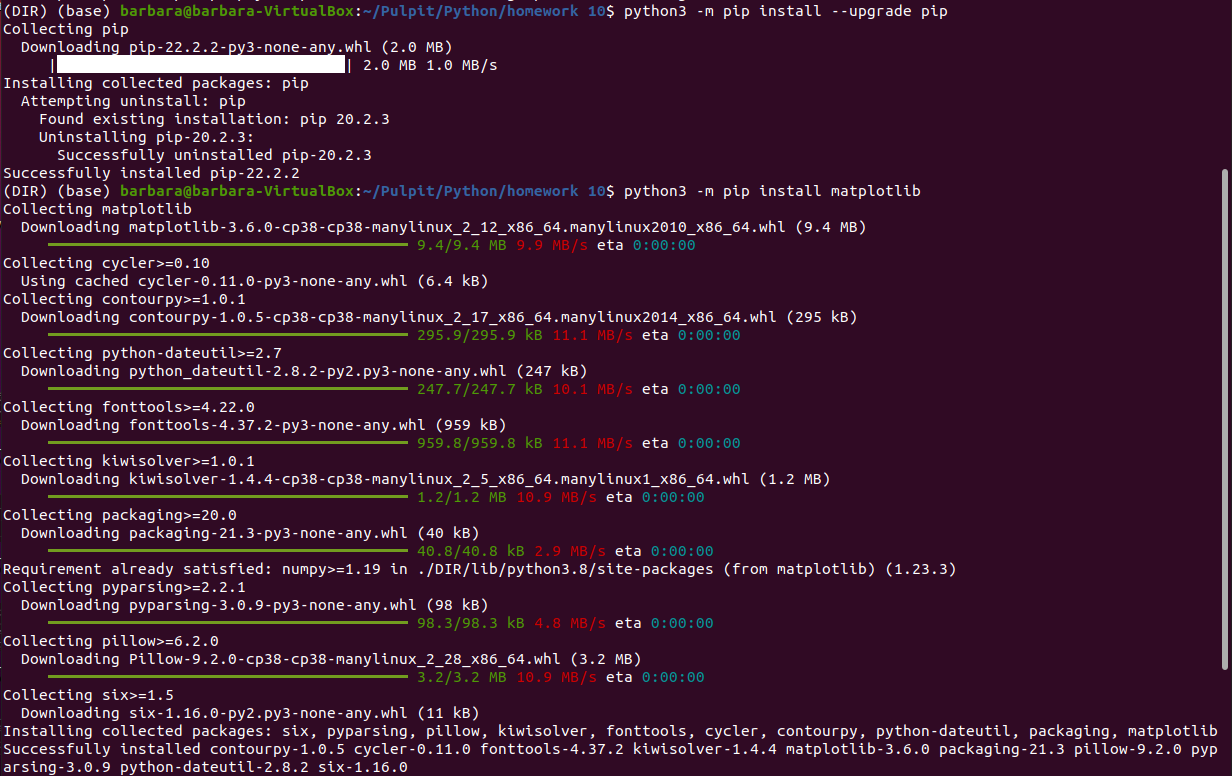 (DIR) (base) barbara@barbara-VirtualBox:~/Pulpit/Python/homework 10$ python3 -m pip install --upgrade pip
Collecting pip
  Downloading pip-22.2.2-py3-none-any.whl (2.0 MB)
     |████████████████████████████████| 2.0 MB 1.0 MB/s
Installing collected packages: pip
  Attempting uninstall: pip
    Found existing installation: pip 20.2.3
    Uninstalling pip-20.2.3:
      Successfully uninstalled pip-20.2.3
Successfully installed pip-22.2.2
(DIR) (base) barbara@barbara-VirtualBox:~/Pulpit/Python/homework 10$ python3 -m pip install matplotlib
Collecting matplotlib
  Downloading matplotlib-3.6.0-cp38-cp38-manylinux_2_12_x86_64.manylinux2010_x86_64.whl (9.4 MB)
     ━━━━━━━━━━━━━━━━━━━━━━━━━━━━━━━━━━━━━━━━ 9.4/9.4 MB 9.9 MB/s eta 0:00:00
Collecting cycler>=0.10
  Using cached cycler-0.11.0-py3-none-any.whl (6.4 kB)
Collecting contourpy>=1.0.1
  Downloading contourpy-1.0.5-cp38-cp38-manylinux_2_17_x86_64.manylinux2014_x86_64.whl (295 kB)
     ━━━━━━━━━━━━━━━━━━━━━━━━━━━━━━━━━━━━━━━━ 295.9/295.9 kB 11.1 MB/s eta 0:00:00
Collecting python-dateutil>=2.7
  Downloading python_dateutil-2.8.2-py2.py3-none-any.whl (247 kB)
     ━━━━━━━━━━━━━━━━━━━━━━━━━━━━━━━━━━━━━━━━ 247.7/247.7 kB 10.1 MB/s eta 0:00:00
Collecting fonttools>=4.22.0
  Downloading fonttools-4.37.2-py3-none-any.whl (959 kB)
     ━━━━━━━━━━━━━━━━━━━━━━━━━━━━━━━━━━━━━━━━ 959.8/959.8 kB 11.1 MB/s eta 0:00:00
Collecting kiwisolver>=1.0.1
  Downloading kiwisolver-1.4.4-cp38-cp38-manylinux_2_5_x86_64.manylinux1_x86_64.whl (1.2 MB)
     ━━━━━━━━━━━━━━━━━━━━━━━━━━━━━━━━━━━━━━━━ 1.2/1.2 MB 10.9 MB/s eta 0:00:00
Collecting packaging>=20.0
  Downloading packaging-21.3-py3-none-any.whl (40 kB)
     ━━━━━━━━━━━━━━━━━━━━━━━━━━━━━━━━━━━━━━━━ 40.8/40.8 kB 2.9 MB/s eta 0:00:00
Requirement already satisfied: numpy>=1.19 in ./DIR/lib/python3.8/site-packages (from matplotlib) (1.23.3)
Collecting pyparsing>=2.2.1
  Downloading pyparsing-3.0.9-py3-none-any.whl (98 kB)
     ━━━━━━━━━━━━━━━━━━━━━━━━━━━━━━━━━━━━━━━━ 98.3/98.3 kB 4.8 MB/s eta 0:00:00
Collecting pillow>=6.2.0
  Downloading Pillow-9.2.0-cp38-cp38-manylinux_2_28_x86_64.whl (3.2 MB)
     ━━━━━━━━━━━━━━━━━━━━━━━━━━━━━━━━━━━━━━━━ 3.2/3.2 MB 10.9 MB/s eta 0:00:00
Collecting six>=1.5
  Downloading six-1.16.0-py2.py3-none-any.whl (11 kB)
Installing collected packages: six, pyparsing, pillow, kiwisolver, fonttools, cycler, contourpy, python-dateutil, packaging, matplotlib
Successfully installed contourpy-1.0.5 cycler-0.11.0 fonttools-4.37.2 kiwisolver-1.4.4 matplotlib-3.6.0 packaging-21.3 pillow-9.2.0 pyp
arsing-3.0.9 python-dateutil-2.8.2 six-1.16.0